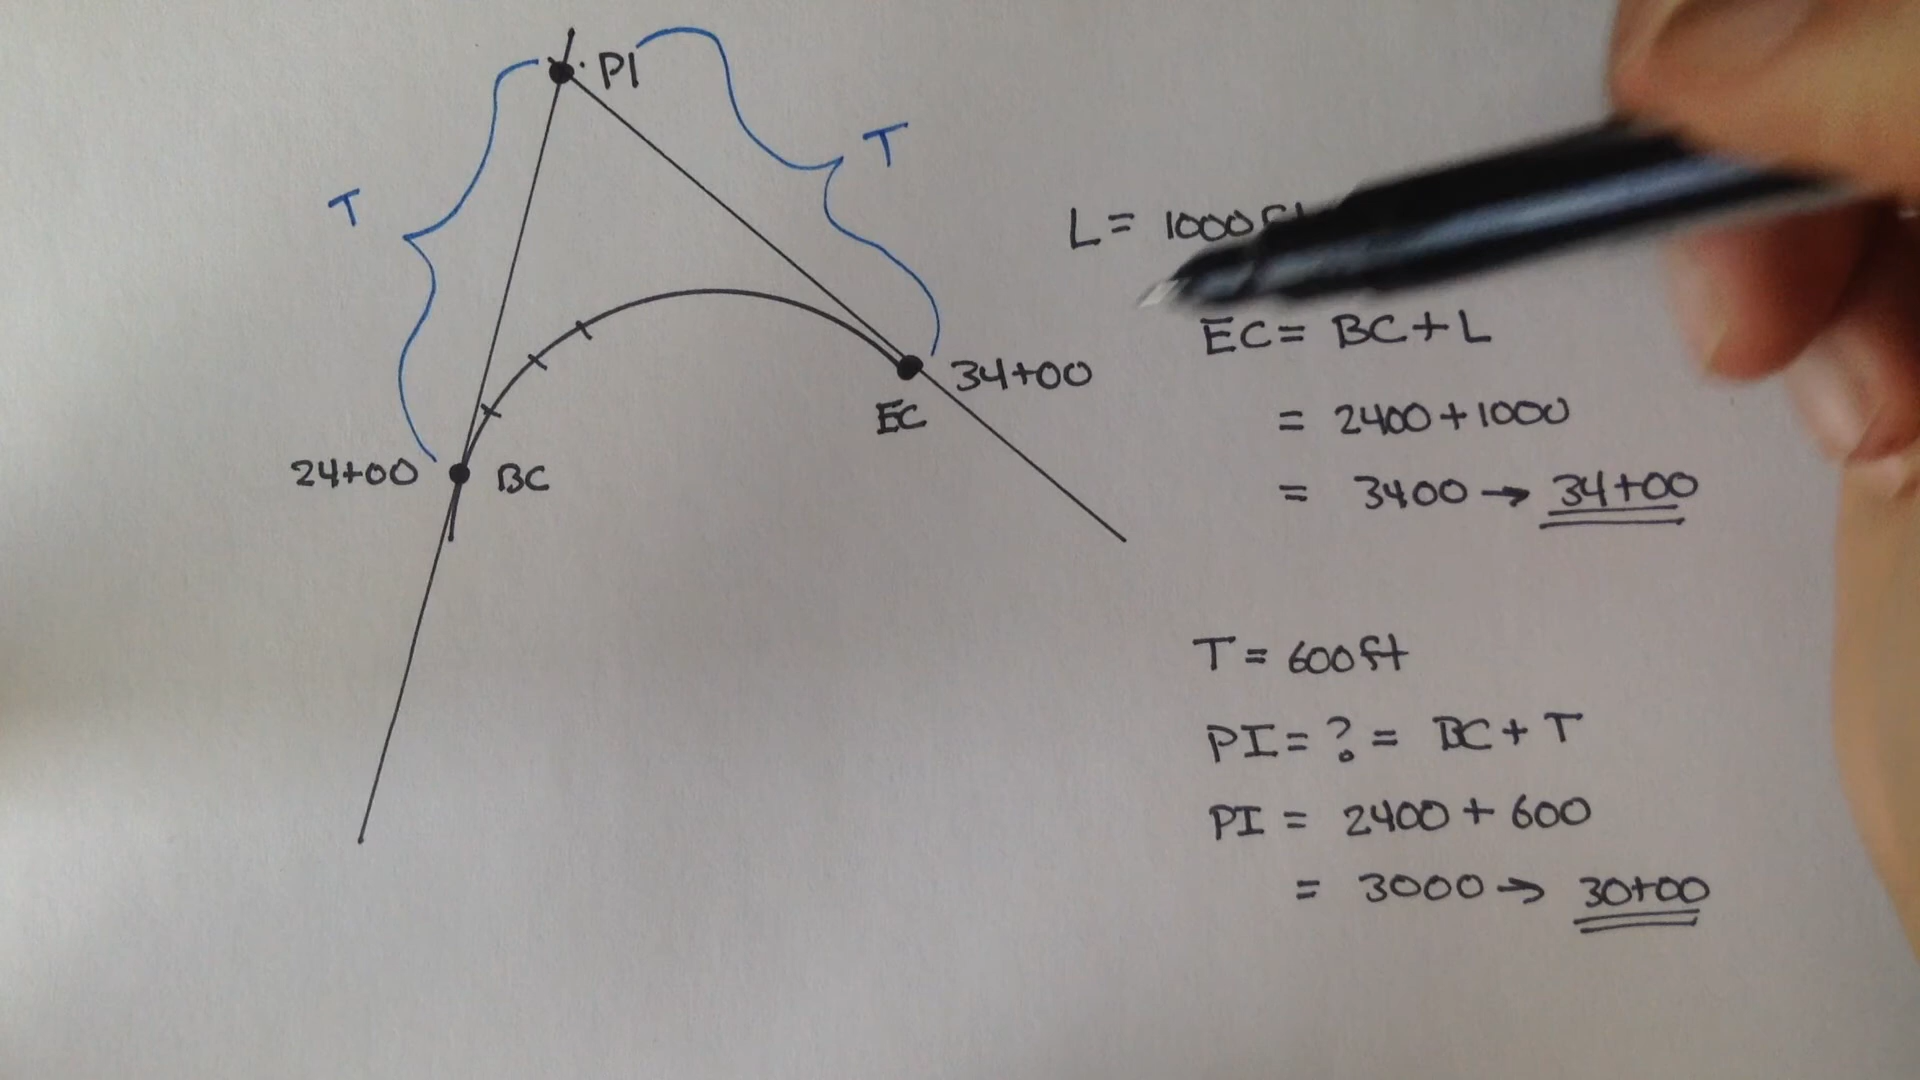 PI
T
T
24+00 BC
34+00
EC
L = 1000 ft
EC = BC + L
= 2400 + 1000
= 3400 → 34+00
T = 600 ft
PI = ? = BC + T
PI = 2400 + 600
= 3000 → 30+00